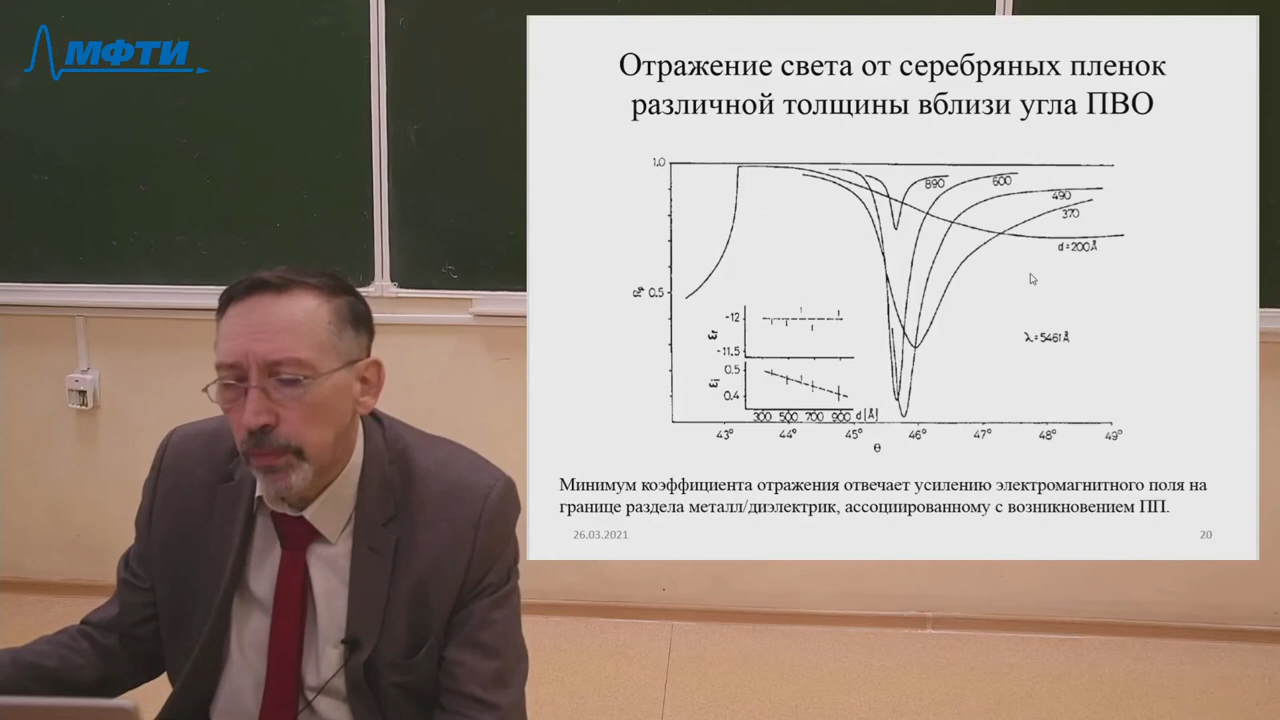 МФТИ
Отражение света от серебряных пленок
различной толщины вблизи угла ПВО
1.0
890
600
490
370
d=200Å
Rp 0.5
λ=5461Å
εr
-12
-11.5
εi
0.5
0.4
300 500 700 900 d|Å|
43° 44° 45° 46° 47° 48° 49°
θ
Минимум коэффициента отражения отвечает усилению электромагнитного поля на
границе раздела металл/диэлектрик, ассоциированному с возникновением ПП.
26.03.2021
20